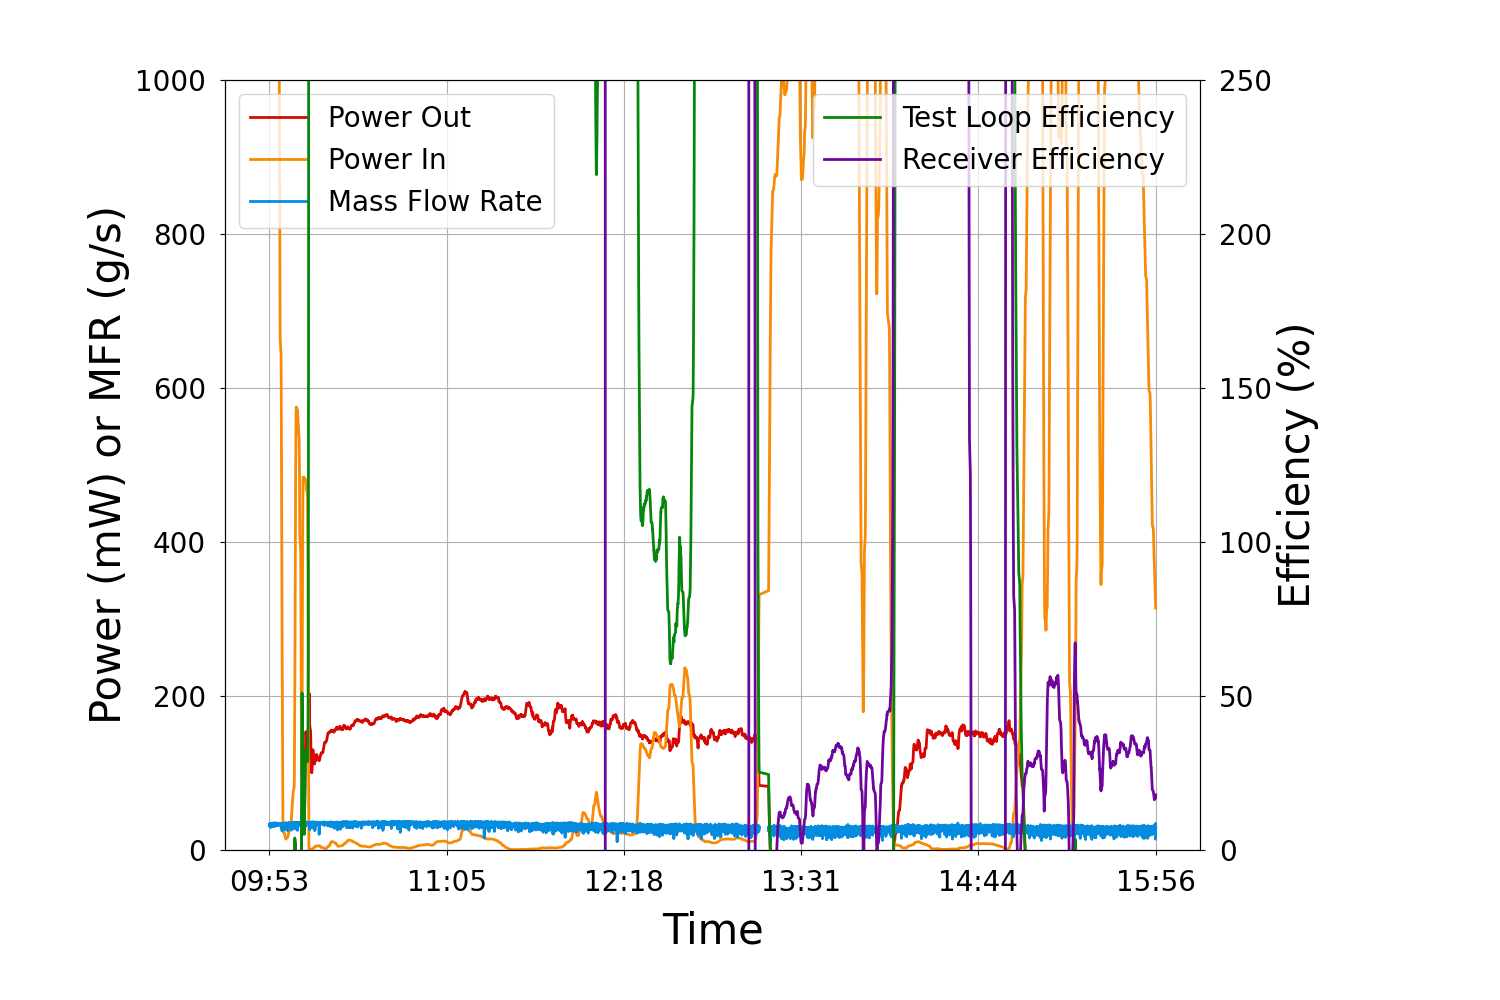 Power Out
Power In
Mass Flow Rate
Test Loop Efficiency
Receiver Efficiency
1000
800
600
400
200
0
Power (mW) or MFR (g/s)
250
200
150
100
50
0
Efficiency (%)
09:53
11:05
12:18
13:31
14:44
15:56
Time